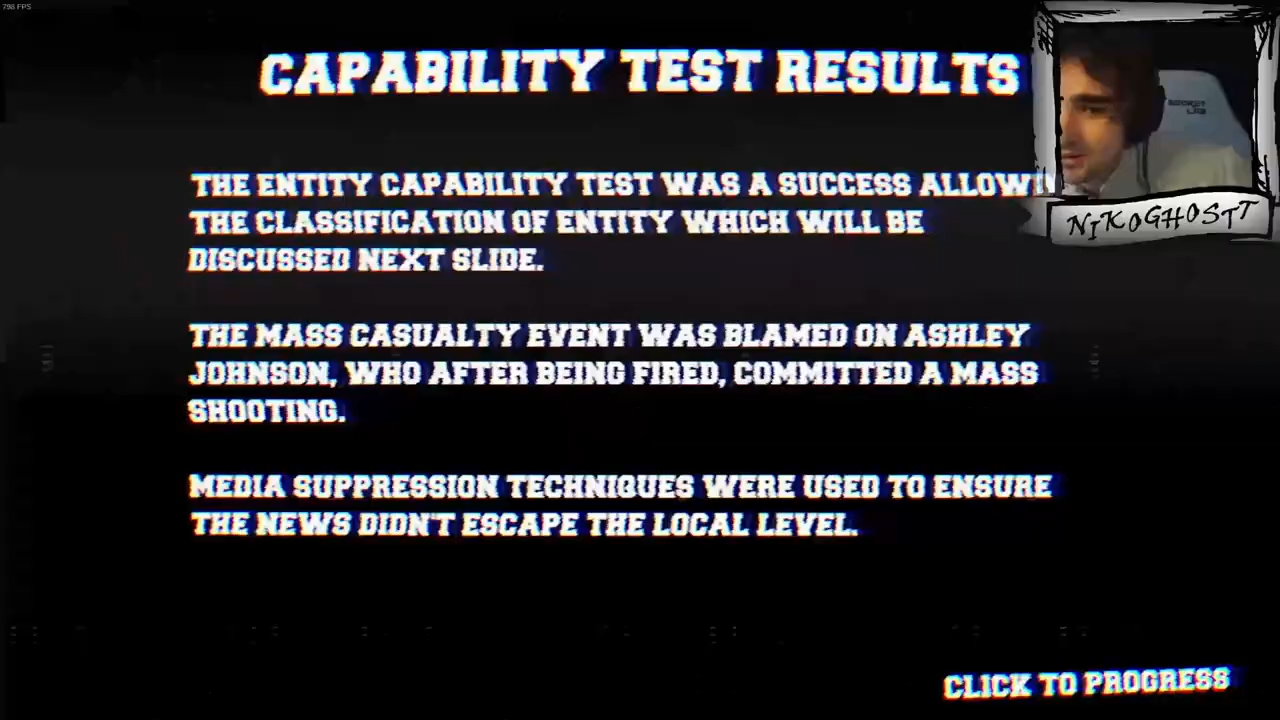 798 FPS
CAPABILITY TEST RESULTS
THE ENTITY CAPABILITY TEST WAS A SUCCESS
THE CLASSIFICATION OF ENTITY WHICH WILL BE
DISCUSSED NEXT SLIDE.
THE MASS CASUALTY EVENT WAS BLAMED ON ASHLEY
JOHNSON, WHO AFTER BEING FIRED, COMMITTED A MASS
SHOOTING.
MEDIA SUPPRESSION TECHNIQUES WERE USED TO ENSURE
THE NEWS DIDN'T ESCAPE THE LOCAL LEVEL.
CLICK TO PROGRESS
NIKOGHOSTT